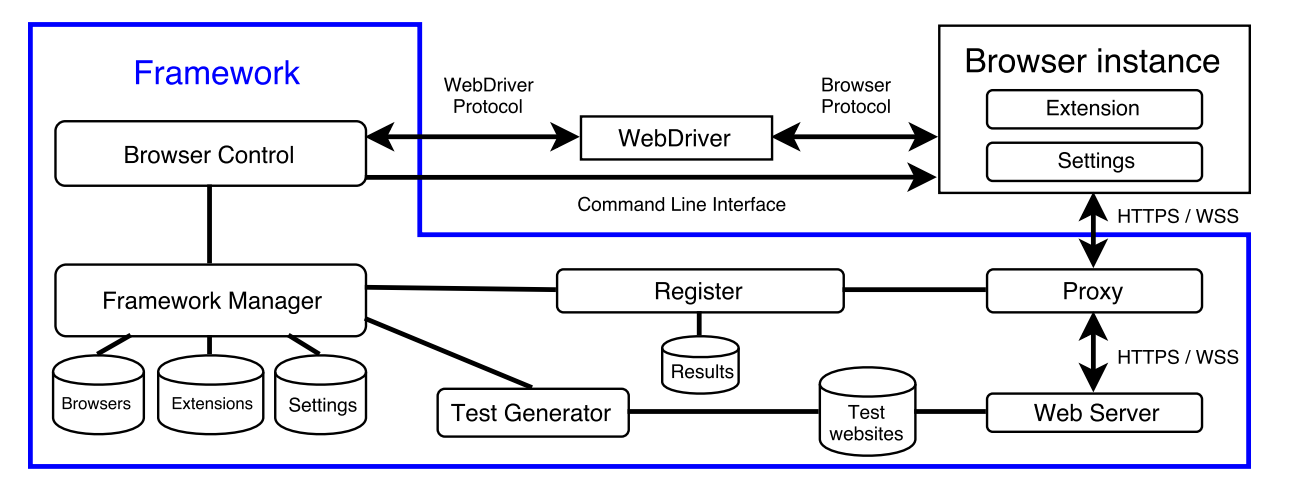 Framework
WebDriver
Protocol
Browser
Protocol
Browser instance
Extension
Settings
Browser Control
WebDriver
Command Line Interface
HTTPS / WSS
Framework Manager
Register
Proxy
Browsers
Extensions
Settings
Results
HTTPS / WSS
Test Generator
Test
websites
Web Server